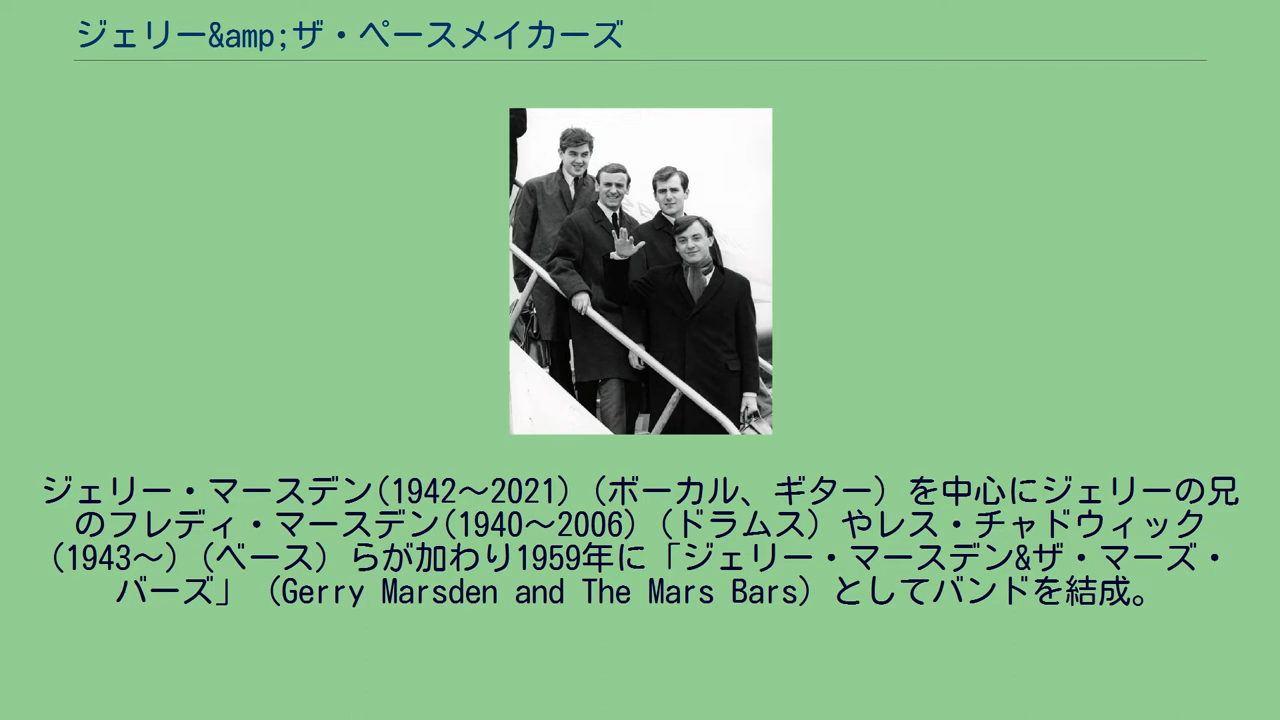 ジェリー&amp;ザ・ペースメイカーズ
ジェリー・マースデン(1942〜2021)（ボーカル、ギター）を中心にジェリーの兄
のフレディ・マースデン(1940〜2006)（ドラムス）やレス・チャドウィック
(1943〜)（ベース）らが加わり1959年に「ジェリー・マースデン&ザ・マーズ・
バーズ」（Gerry Marsden and The Mars Bars）としてバンドを結成。